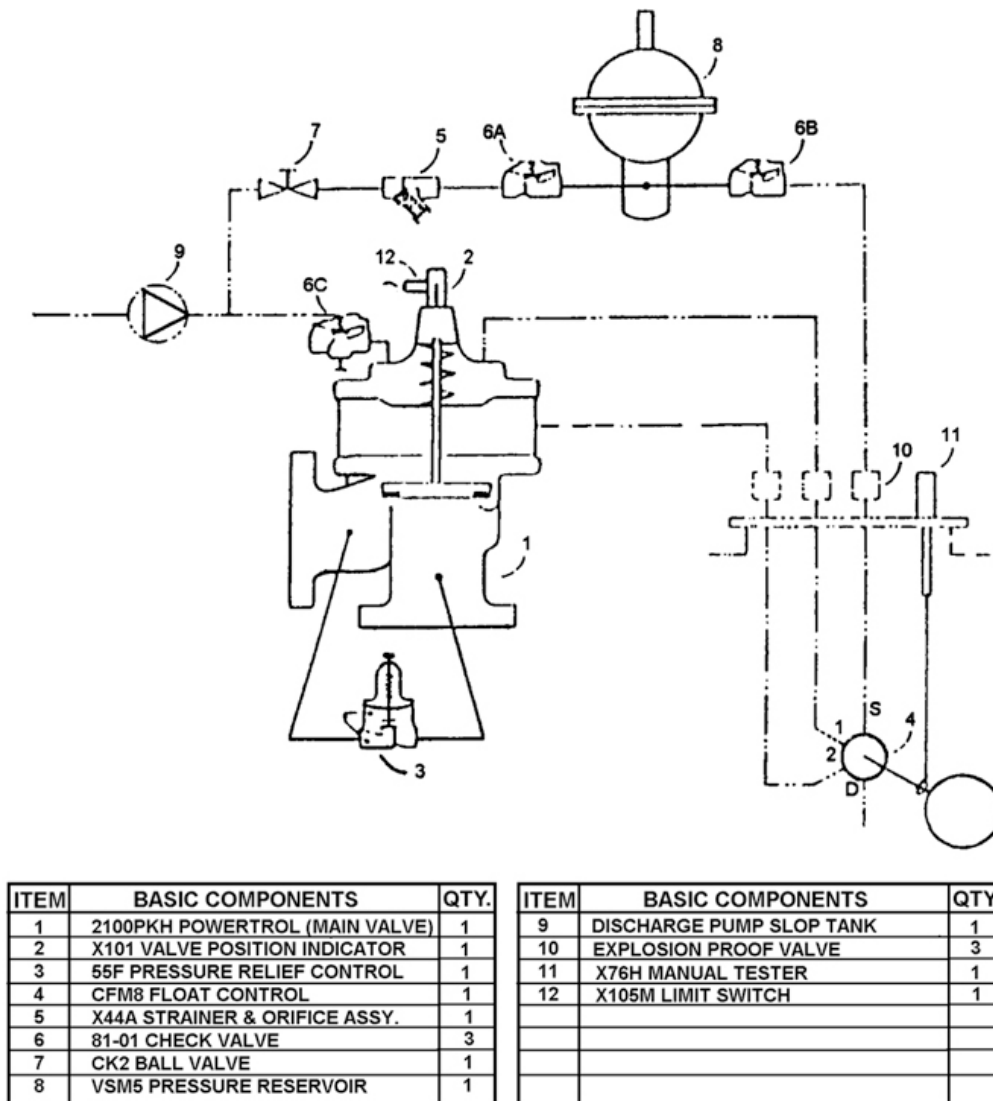 8
7
5
6A
6B
9
12
2
6C
10
11
1
S
1
4
2
D
3
ITEM BASIC COMPONENTS QTY.
1 2100PKH POWERTROL (MAIN VALVE) 1
2 X101 VALVE POSITION INDICATOR 1
3 55F PRESSURE RELIEF CONTROL 1
4 CFM8 FLOAT CONTROL 1
5 X44A STRAINER & ORIFICE ASSY. 1
6 81-01 CHECK VALVE 3
7 CK2 BALL VALVE 1
8 VSM5 PRESSURE RESERVOIR 1
ITEM BASIC COMPONENTS QTY
9 DISCHARGE PUMP SLOP TANK 1
10 EXPLOSION PROOF VALVE 3
11 X76H MANUAL TESTER 1
12 X105M LIMIT SWITCH 1